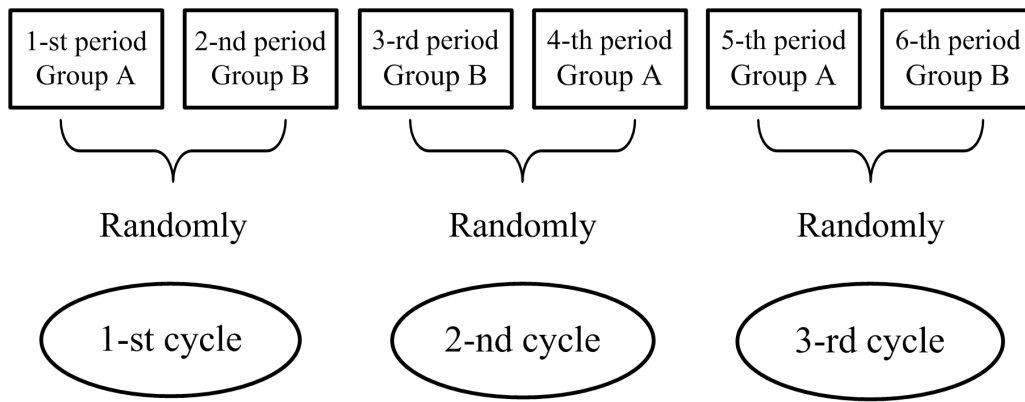 1-st period
Group A
2-nd period
Group B
3-rd period
Group B
4-th period
Group A
5-th period
Group A
6-th period
Group B
Randomly
Randomly
Randomly
1-st cycle
2-nd cycle
3-rd cycle